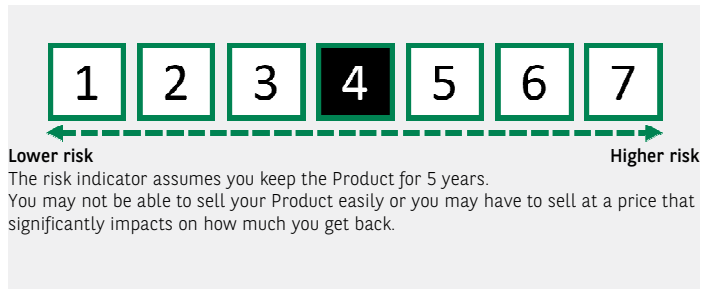 1 2 3 4 5 6 7
Lower risk Higher risk
The risk indicator assumes you keep the Product for 5 years.
You may not be able to sell your Product easily or you may have to sell at a price that
significantly impacts on how much you get back.